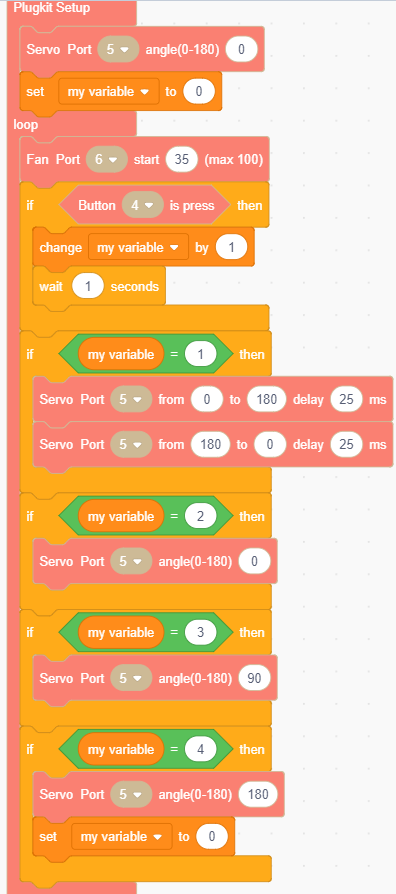 Plugkit Setup
Servo Port 5 angle(0-180) 0
set my variable to 0
loop
Fan Port 6 start 35 (max 100)
if Button 4 is press then
change my variable by 1
wait 1 seconds
if my variable = 1 then
Servo Port 5 from 0 to 180 delay 25 ms
Servo Port 5 from 180 to 0 delay 25 ms
if my variable = 2 then
Servo Port 5 angle(0-180) 0
if my variable = 3 then
Servo Port 5 angle(0-180) 90
if my variable = 4 then
Servo Port 5 angle(0-180) 180
set my variable to 0